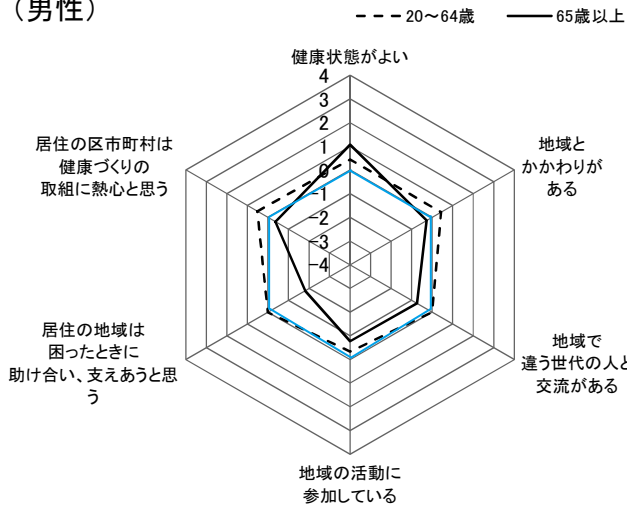 （男性）
20～64歳
65歳以上
健康状態がよい
4
3
2
1
0
-1
-2
-3
-4
地域と
かかわりが
ある
地域で
違う世代の人と
交流がある
地域の活動に
参加している
居住の地域は
困ったときに
助け合い、支えあうと思
う
居住の区市町村は
健康づくりの
取組に熱心と思う